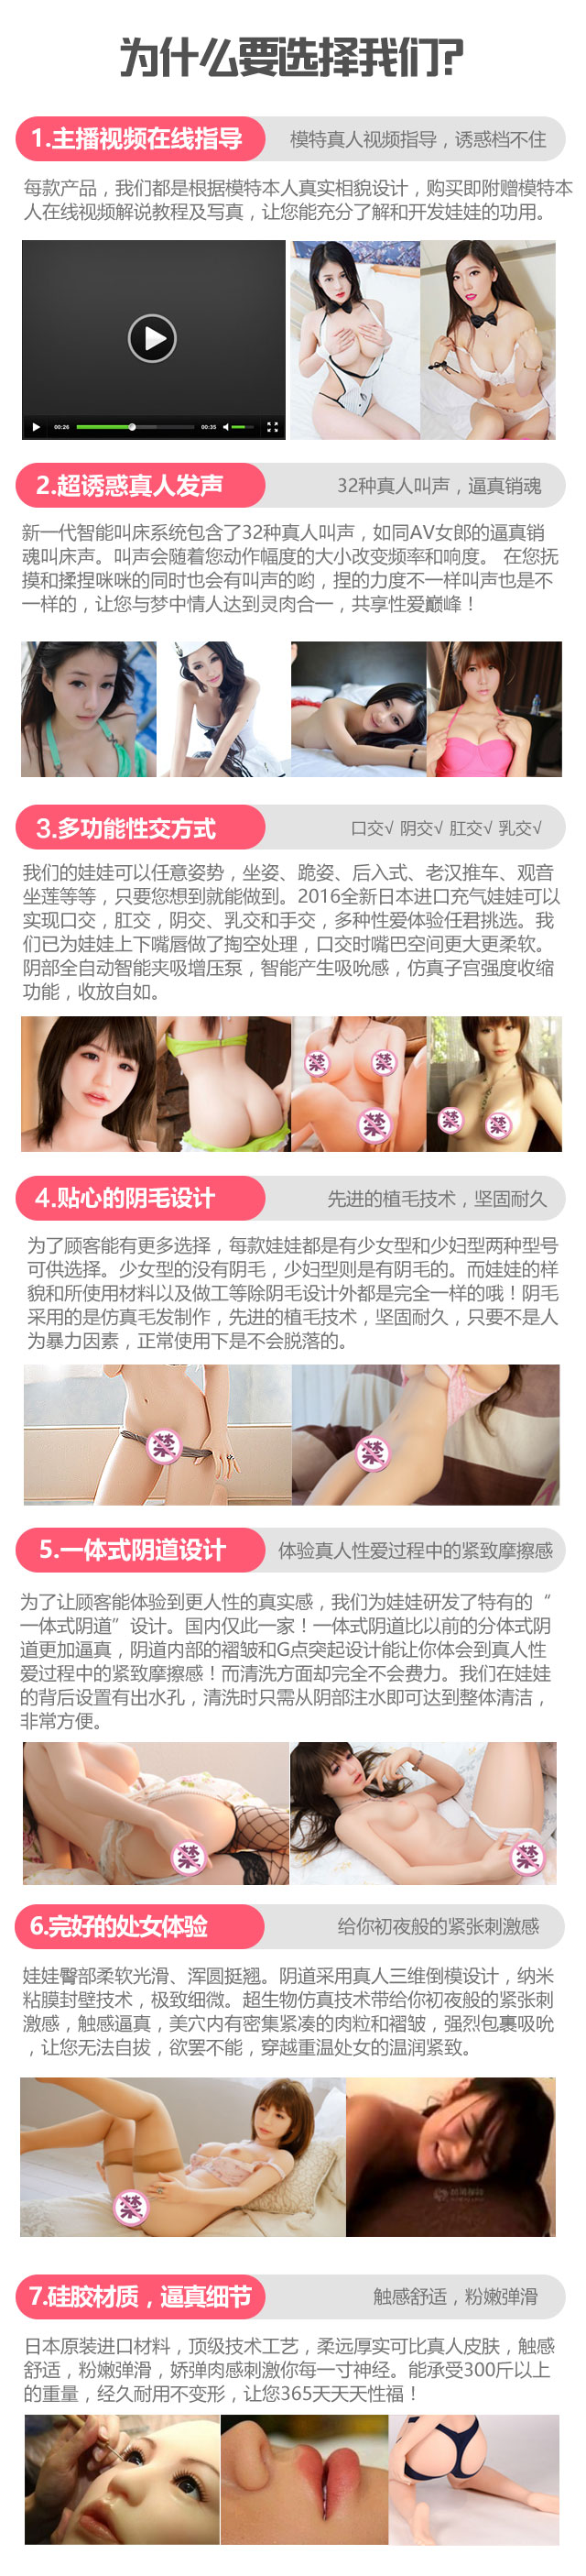 为什么要选择我们?
1.主播视频在线指导
模特真人视频指导，诱惑档不住
每款产品，我们都是根据模特本人真实相貌设计，购买即附赠模特本
人在线视频解说教程及写真，让您能充分了解和开发娃娃的功用。
00:26
00:35
2.超诱惑真人发声
32种真人叫声，逼真销魂
新一代智能叫床系统包含了32种真人叫声，如同AV女郎的逼真销
魂叫床声。叫声会随着您动作幅度的大小改变频率和响度。 在您抚
摸和揉捏咪咪的同时也会有叫声的哟，捏的力度不一样叫声也是不
一样的，让您与梦中情人达到灵肉合一，共享性爱巅峰！
3.多功能性交方式
口交√ 阴交√ 肛交√ 乳交√
我们的娃娃可以任意姿势，坐姿、跪姿、后入式、老汉推车、观音
坐莲等等，只要您想到就能做到。2016全新日本进口充气娃娃可以
实现口交，肛交，阴交、乳交和手交，多种性爱体验任君挑选。我
们已为娃娃上下嘴唇做了掏空处理，口交时嘴巴空间更大更柔软。
阴部全自动智能夹吸增压泵，智能产生吸吮感，仿真子宫强度收缩
功能，收放自如。
禁
禁
禁
禁
禁
4.贴心的阴毛设计
先进的植毛技术，坚固耐久
为了顾客能有更多选择，每款娃娃都是有少女型和少妇型两种型号
可供选择。少女型的没有阴毛，少妇型则是有阴毛的。而娃娃的样
貌和所使用材料以及做工等除阴毛设计外都是完全一样的哦！阴毛
采用的是仿真毛发制作，先进的植毛技术，坚固耐久，只要不是人
为暴力因素，正常使用下是不会脱落的。
禁
禁
5.一体式阴道设计
体验真人性爱过程中的紧致摩擦感
为了让顾客能体验到更人性的真实感，我们为娃娃研发了特有的“
一体式阴道”设计。国内仅此一家！一体式阴道比以前的分体式阴
道更加逼真，阴道内部的褶皱和G点突起设计能让你体会到真人性
爱过程中的紧致摩擦感！而清洗方面却完全不会费力。我们在娃娃
的背后设置有出水孔，清洗时只需从阴部注水即可达到整体清洁，
非常方便。
禁
禁
6.完好的处女体验
给你初夜般的紧张刺激感
娃娃臀部柔软光滑、浑圆挺翘。阴道采用真人三维倒模设计，纳米
粘膜封壁技术，极致细微。超生物仿真技术带给你初夜般的紧张刺
激感，触感逼真，美穴内有密集紧凑的肉粒和褶皱，强烈包裹吸吮
，让您无法自拔，欲罢不能，穿越重温处女的温润紧致。
禁
7.硅胶材质，逼真细节
触感舒适，粉嫩弹滑
日本原装进口材料，顶级技术工艺，柔远厚实可比真人皮肤，触感
舒适，粉嫩弹滑，娇弹肉感刺激你每一寸神经。能承受300斤以上
的重量，经久耐用不变形，让您365天天天性福！